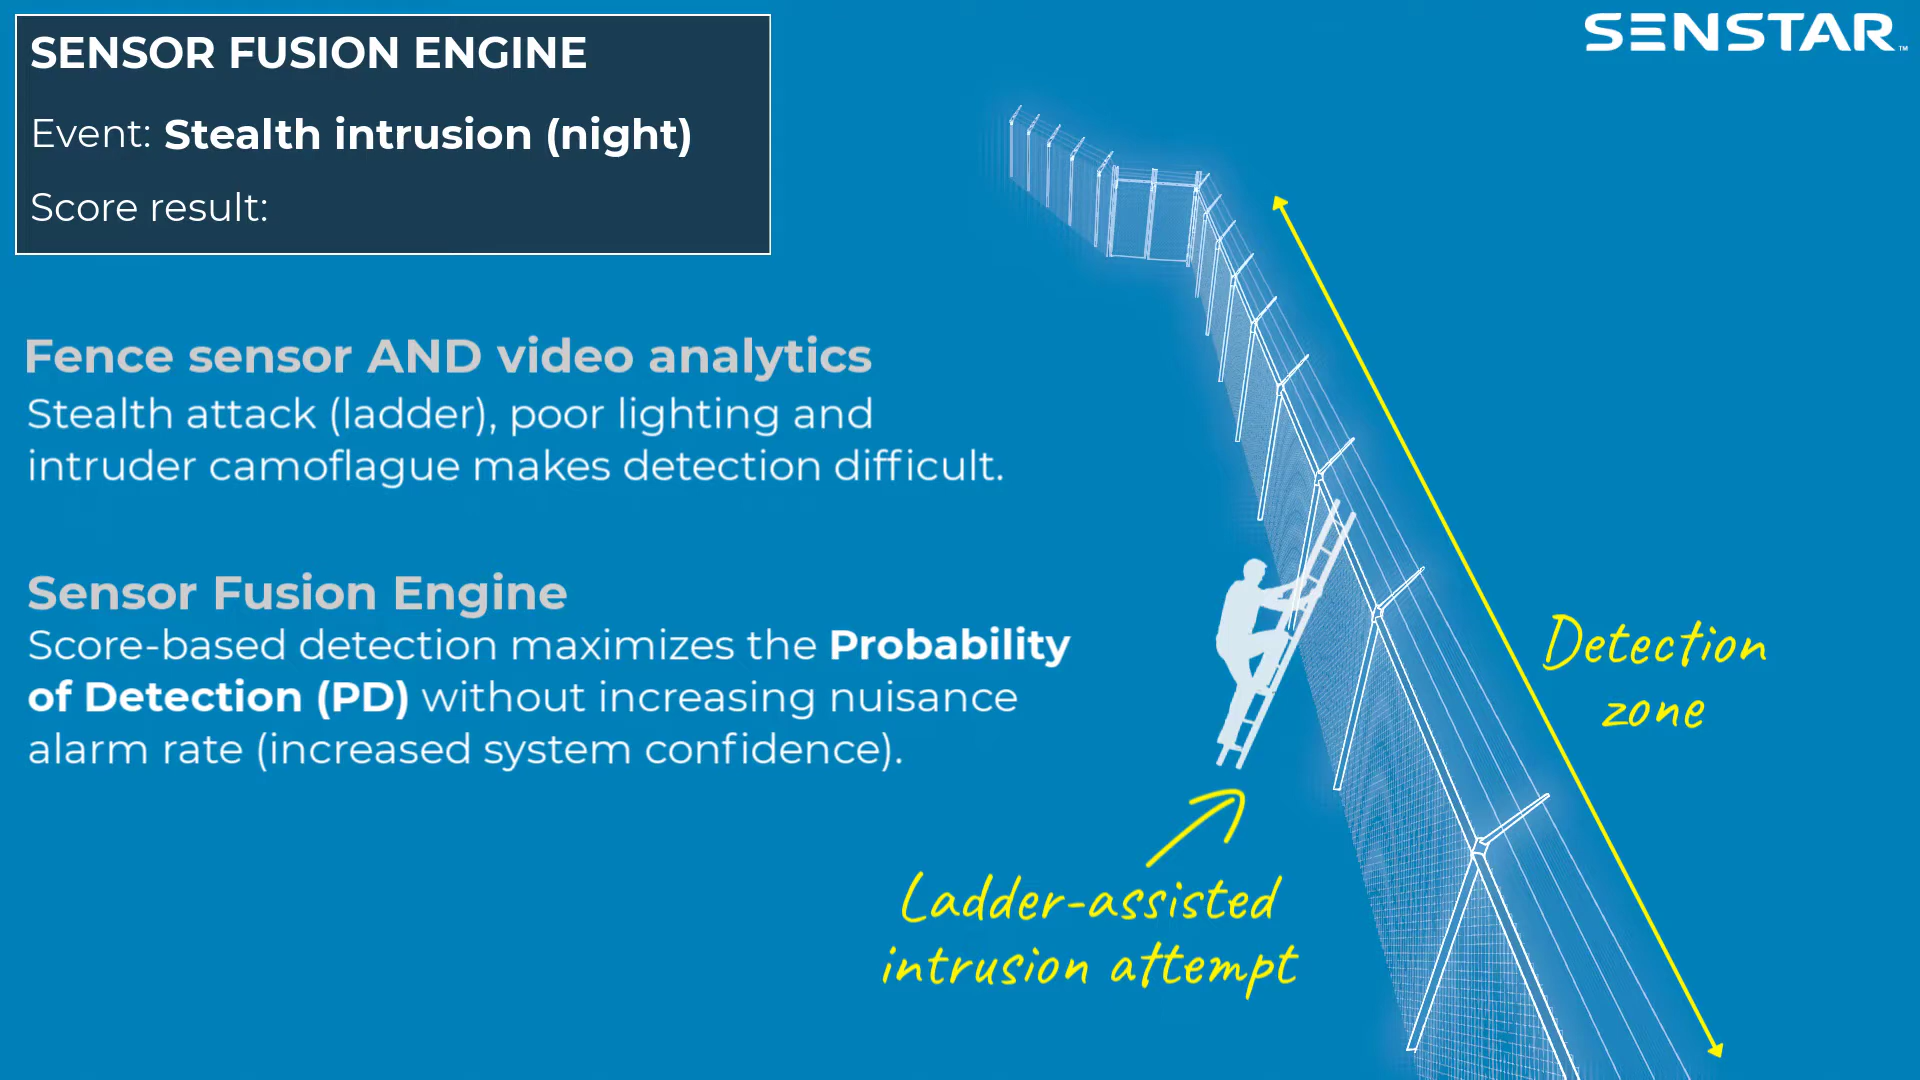 SENSOR FUSION ENGINE
Event: Stealth intrusion (night)
Score result:
SENSTAR™
Fence sensor AND video analytics
Stealth attack (ladder), poor lighting and
intruder camoflague makes detection difficult.
Sensor Fusion Engine
Score-based detection maximizes the Probability
of Detection (PD) without increasing nuisance
alarm rate (increased system confidence).
Detection
zone
Ladder-assisted
intrusion attempt